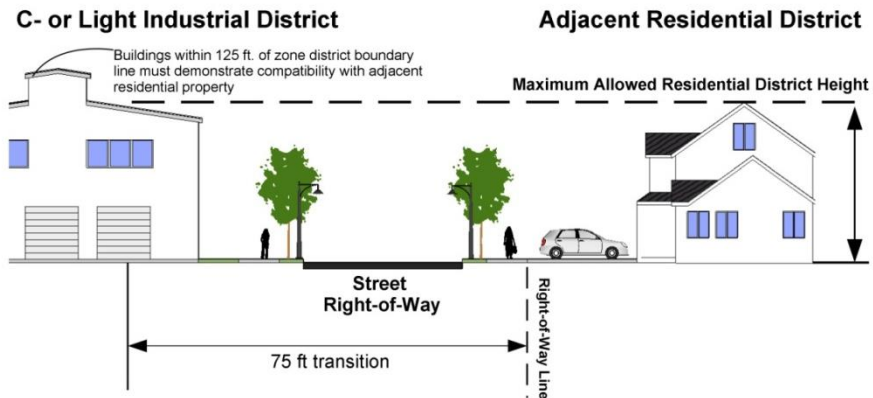 C- or Light Industrial District
Adjacent Residential District
Buildings within 125 ft. of zone district boundary
line must demonstrate compatibility with adjacent
residential property
Maximum Allowed Residential District Height
Street
Right-of-Way
Right-of-Way Line
75 ft transition